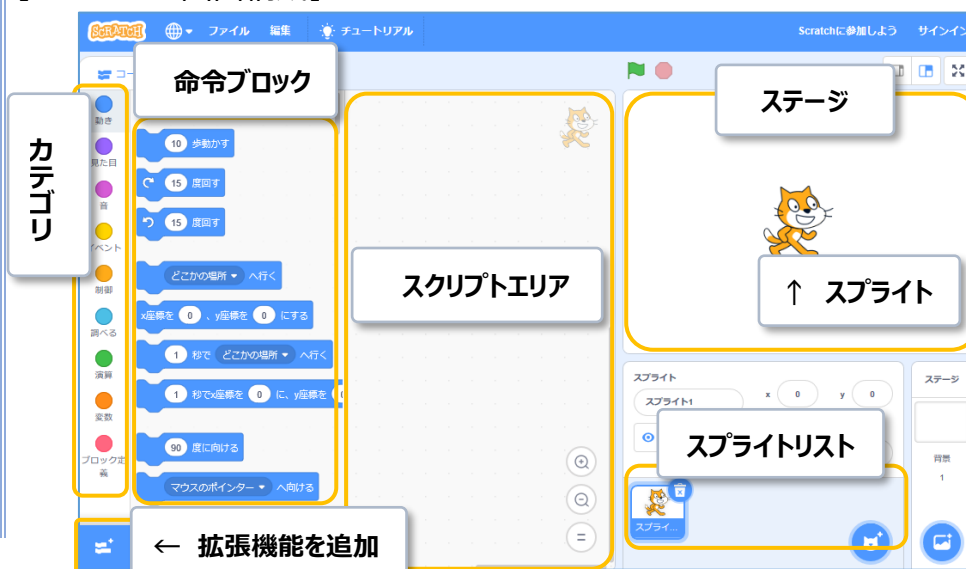 SCRATCH ファイル 編集 チュートリアル Scratchに参加しよう サインイン
命令ブロック
ステージ
カテゴリ
動き
見た目
音
イベント
制御
調べる
演算
変数
ブロック定義
10 歩動かす
15 度回す
15 度回す
どこかの場所 へ行く
x座標を 0 、y座標を 0 にする
1 秒で どこかの場所 へ行く
1 秒でx座標を 0 に、y座標を
90 度に向ける
マウスのポインター へ向ける
スクリプトエリア
↑ スプライト
スプライト
スプライト1 x 0 y 0
スプライトリスト
スプライ...
ステージ
背景
1
← 拡張機能を追加